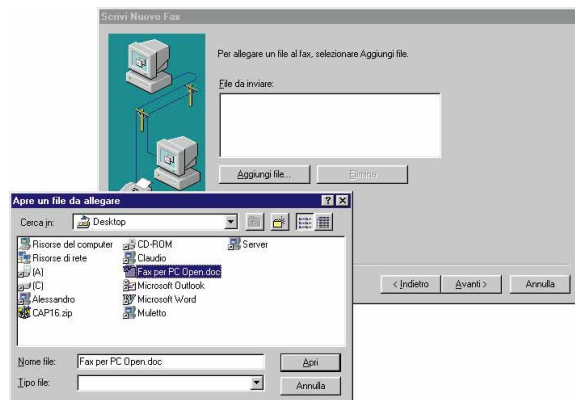 Scrivi Nuovo Fax
Per allegare un file al fax, selezionare Aggiungi file.
File da inviare:
Aggiungi file...
Elimina
< Indietro
Avanti >
Annulla
Apre un file da allegare
Cerca in:
Desktop
Risorse del computer
Risorse di rete
(A)
(C)
Alessandro
CAP16.zip
CD-ROM
Claudio
Fax per PC Open.doc
Microsoft Outlook
Microsoft Word
Muletto
Server
Nome file:
Fax per PC Open.doc
Apri
Tipo file:
Annulla